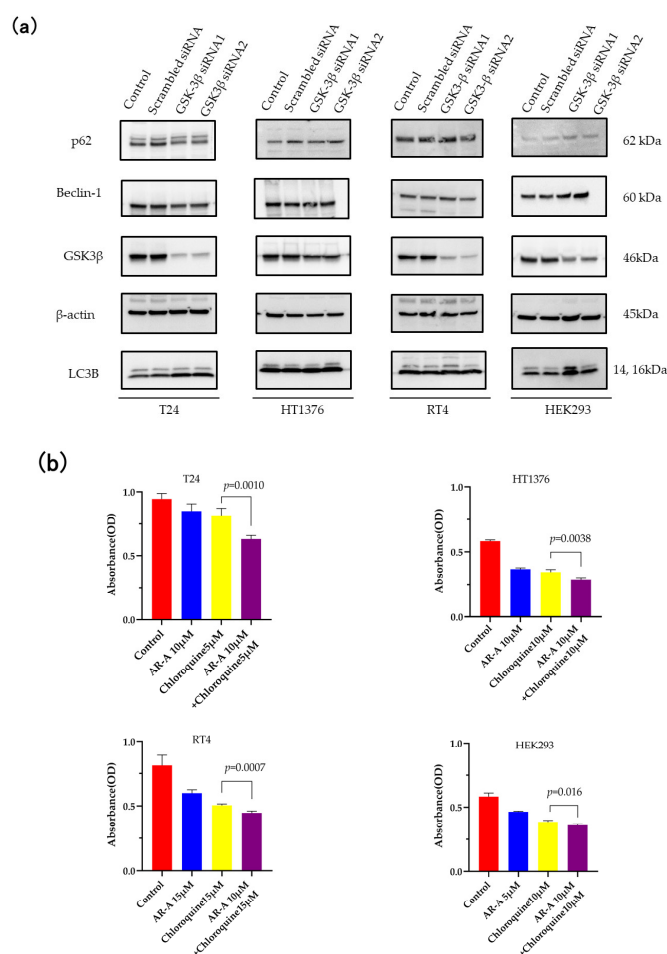 (a)
Control
Scrambled siRNA
GSK-3β siRNA1
GSK3β siRNA2
Control
Scrambled siRNA
GSK-3β siRNA1
GSK-3β siRNA2
Control
Scrambled siRNA
GSK3-β siRNA1
GSK3-β siRNA2
Control
Scrambled siRNA
GSK-3β siRNA1
GSK-3β siRNA2
p62
62 kDa
Beclin-1
60 kDa
GSK3β
46kDa
β-actin
45kDa
LC3B
14, 16kDa
T24
HT1376
RT4
HEK293
(b)
T24
Absorbance(OD)
1.0
0.5
0.0
p=0.0010
Control
AR-A 10μM
Chloroquine5μM
AR-A 10μM
+Chloroquine5μM
HT1376
Absorbance(OD)
1.0
0.5
0.0
p=0.0038
Control
AR-A 10μM
Chloroquine10μM
AR-A 10μM
+Chloroquine10μM
RT4
Absorbance(OD)
1.0
0.5
0.0
p=0.0007
Control
AR-A 15μM
Chloroquine15μM
AR-A 10μM
+Chloroquine15μM
HEK293
Absorbance(OD)
1.0
0.5
0.0
p=0.016
Control
AR-A 5μM
Chloroquine10μM
AR-A 10μM
+Chloroquine10μM